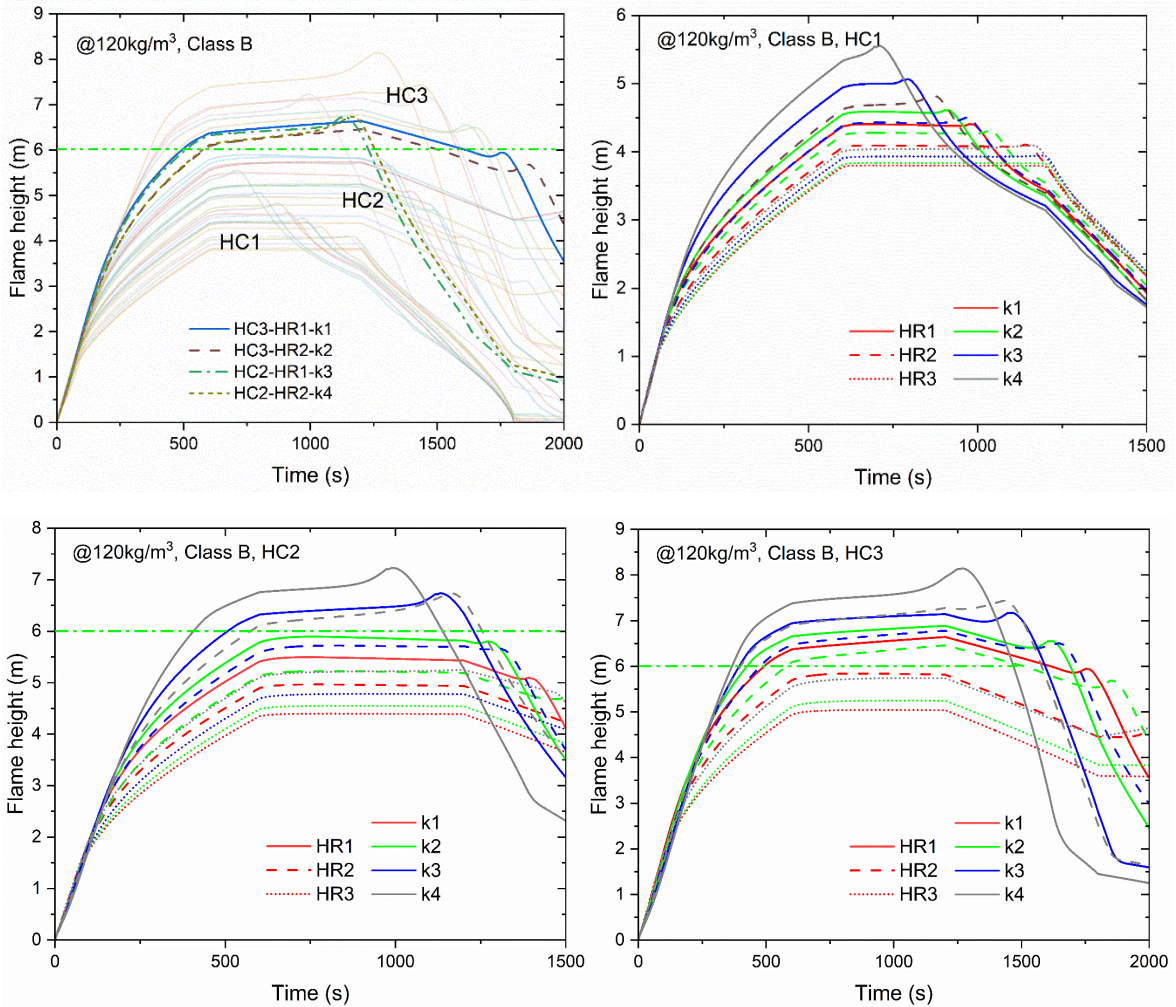 @120kg/m³, Class B
HC3
HC2
HC1
HC3-HR1-k1
HC3-HR2-k2
HC2-HR1-k3
HC2-HR2-k4
Flame height (m)
0 1 2 3 4 5 6 7 8 9
0 500 1000 1500 2000
Time (s)
@120kg/m³, Class B, HC1
k1
HR1 k2
HR2 k3
HR3 k4
Flame height (m)
0 1 2 3 4 5 6
0 500 1000 1500
Time (s)
@120kg/m³, Class B, HC2
k1
HR1 k2
HR2 k3
HR3 k4
Flame height (m)
0 1 2 3 4 5 6 7 8
0 500 1000 1500
Time (s)
@120kg/m³, Class B, HC3
k1
HR1 k2
HR2 k3
HR3 k4
Flame height (m)
0 1 2 3 4 5 6 7 8 9
0 500 1000 1500 2000
Time (s)